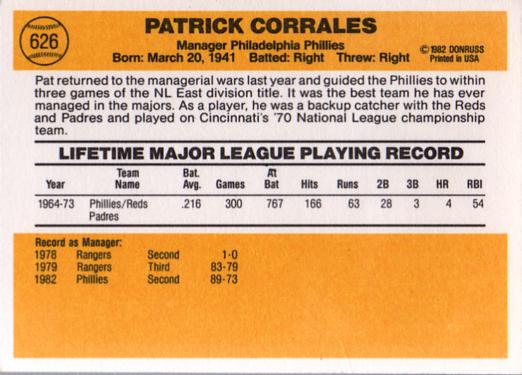 626
PATRICK CORRALES
Manager Philadelphia Phillies
Born: March 20, 1941 Batted: Right Threw: Right
©1982 DONRUSS
Printed in USA
Pat returned to the managerial wars last year and guided the Phillies to within
three games of the NL East division title. It was the best team he has ever
managed in the majors. As a player, he was a backup catcher with the Reds
and Padres and played on Cincinnati's '70 National League championship
team.
LIFETIME MAJOR LEAGUE PLAYING RECORD
Year Team Name Bat. Avg. Games At Bat Hits Runs 2B 3B HR RBI
1964-73 Phillies/Reds .216 300 767 166 63 28 3 4 54
Padres
Record as Manager:
1978 Rangers Second 1-0
1979 Rangers Third 83-79
1982 Phillies Second 89-73